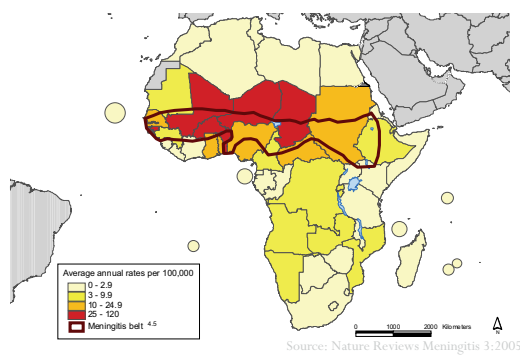 Average annual rates per 100,000
0 - 2.9
3 - 9.9
10 - 24.9
25 - 120
Meningitis belt 4.5
0 1000 2000 Kilometers
N
Source: Nature Reviews Meningitis 3:2005